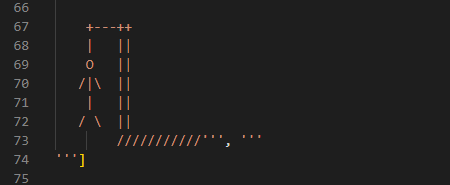 66
67     +---++
68     |   ||
69     O   ||
70    /|\  ||
71     |   ||
72    / \  ||
73         ///////////''', '''
74 ''']
75